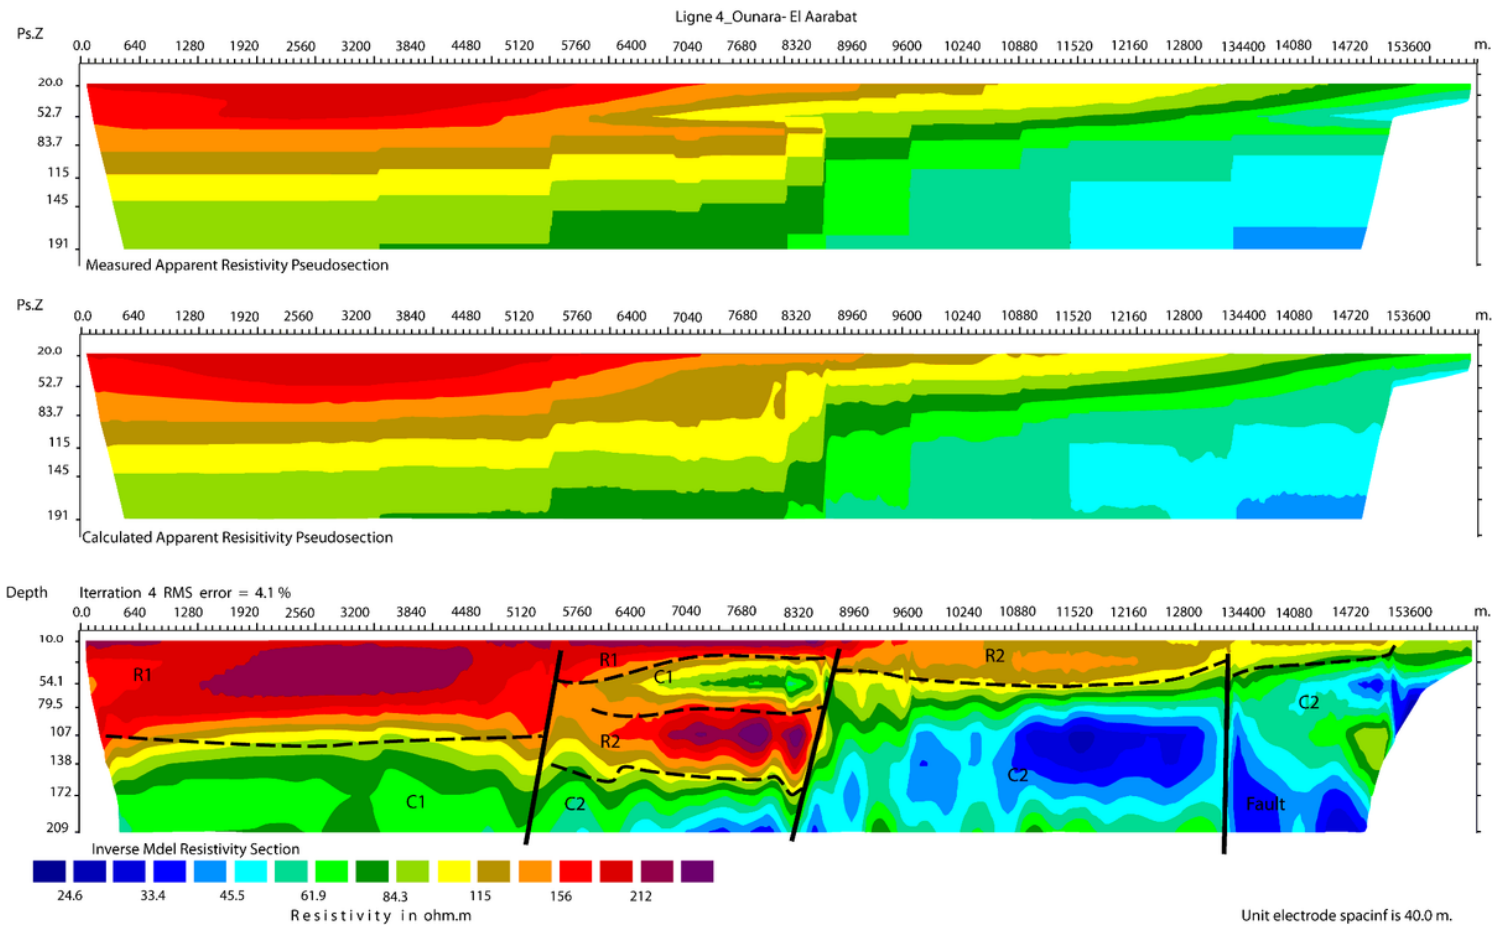 Ligne 4_Ounara- El Aarabat
Ps.Z
0.0 640 1280 1920 2560 3200 3840 4480 5120 5760 6400 7040 7680 8320 8960 9600 10240 10880 11520 12160 12800 134400 14080 14720 153600 m.
20.0
52.7
83.7
115
145
191
Measured Apparent Resistivity Pseudosection
Ps.Z
0.0 640 1280 1920 2560 3200 3840 4480 5120 5760 6400 7040 7680 8320 8960 9600 10240 10880 11520 12160 12800 134400 14080 14720 153600 m.
20.0
52.7
83.7
115
145
191
Calculated Apparent Resisitivity Pseudosection
Depth Iterration 4 RMS error = 4.1 %
0.0 640 1280 1920 2560 3200 3840 4480 5120 5760 6400 7040 7680 8320 8960 9600 10240 10880 11520 12160 12800 134400 14080 14720 153600 m.
10.0
R1 R1 C1 R2
54.1
79.5
C2
107
R2
138
C2
172
C1 C2 Fault
209
Inverse Mdel Resistivity Section
24.6 33.4 45.5 61.9 84.3 115 156 212
Resistivity in ohm.m
Unit electrode spacinf is 40.0 m.